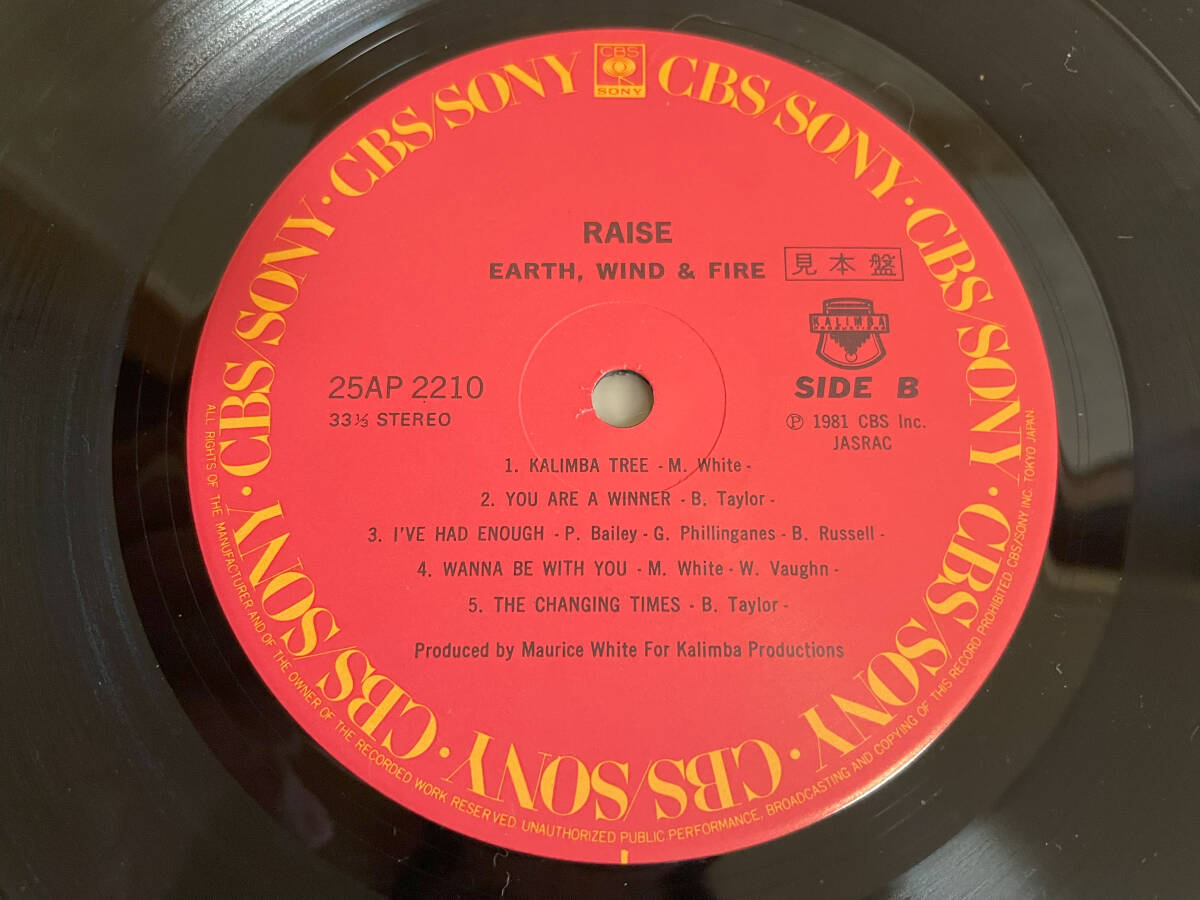 CBS
SONY
CBS/SONY · CBS/SONY · CBS/SONY · CBS/SONY · CBS/SONY · CBS/SONY · CBS/SONY · CBS/SONY
RAISE
EARTH, WIND & FIRE 見本盤
KALIMBA
PRODUCTIONS
25AP 2210 SIDE B
33⅓ STEREO ℗ 1981 CBS Inc.
JASRAC
1. KALIMBA TREE - M. White -
2. YOU ARE A WINNER - B. Taylor -
3. I'VE HAD ENOUGH - P. Bailey - G. Phillinganes - B. Russell -
4. WANNA BE WITH YOU - M. White - W. Vaughn -
5. THE CHANGING TIMES - B. Taylor -
Produced by Maurice White For Kalimba Productions
ALL RIGHTS OF THE MANUFACTURER AND OF THE OWNER OF THE RECORDED WORK RESERVED. UNAUTHORIZED PUBLIC PERFORMANCE, BROADCASTING AND COPYING OF THIS RECORD PROHIBITED. CBS/SONY INC. TOKYO JAPAN.